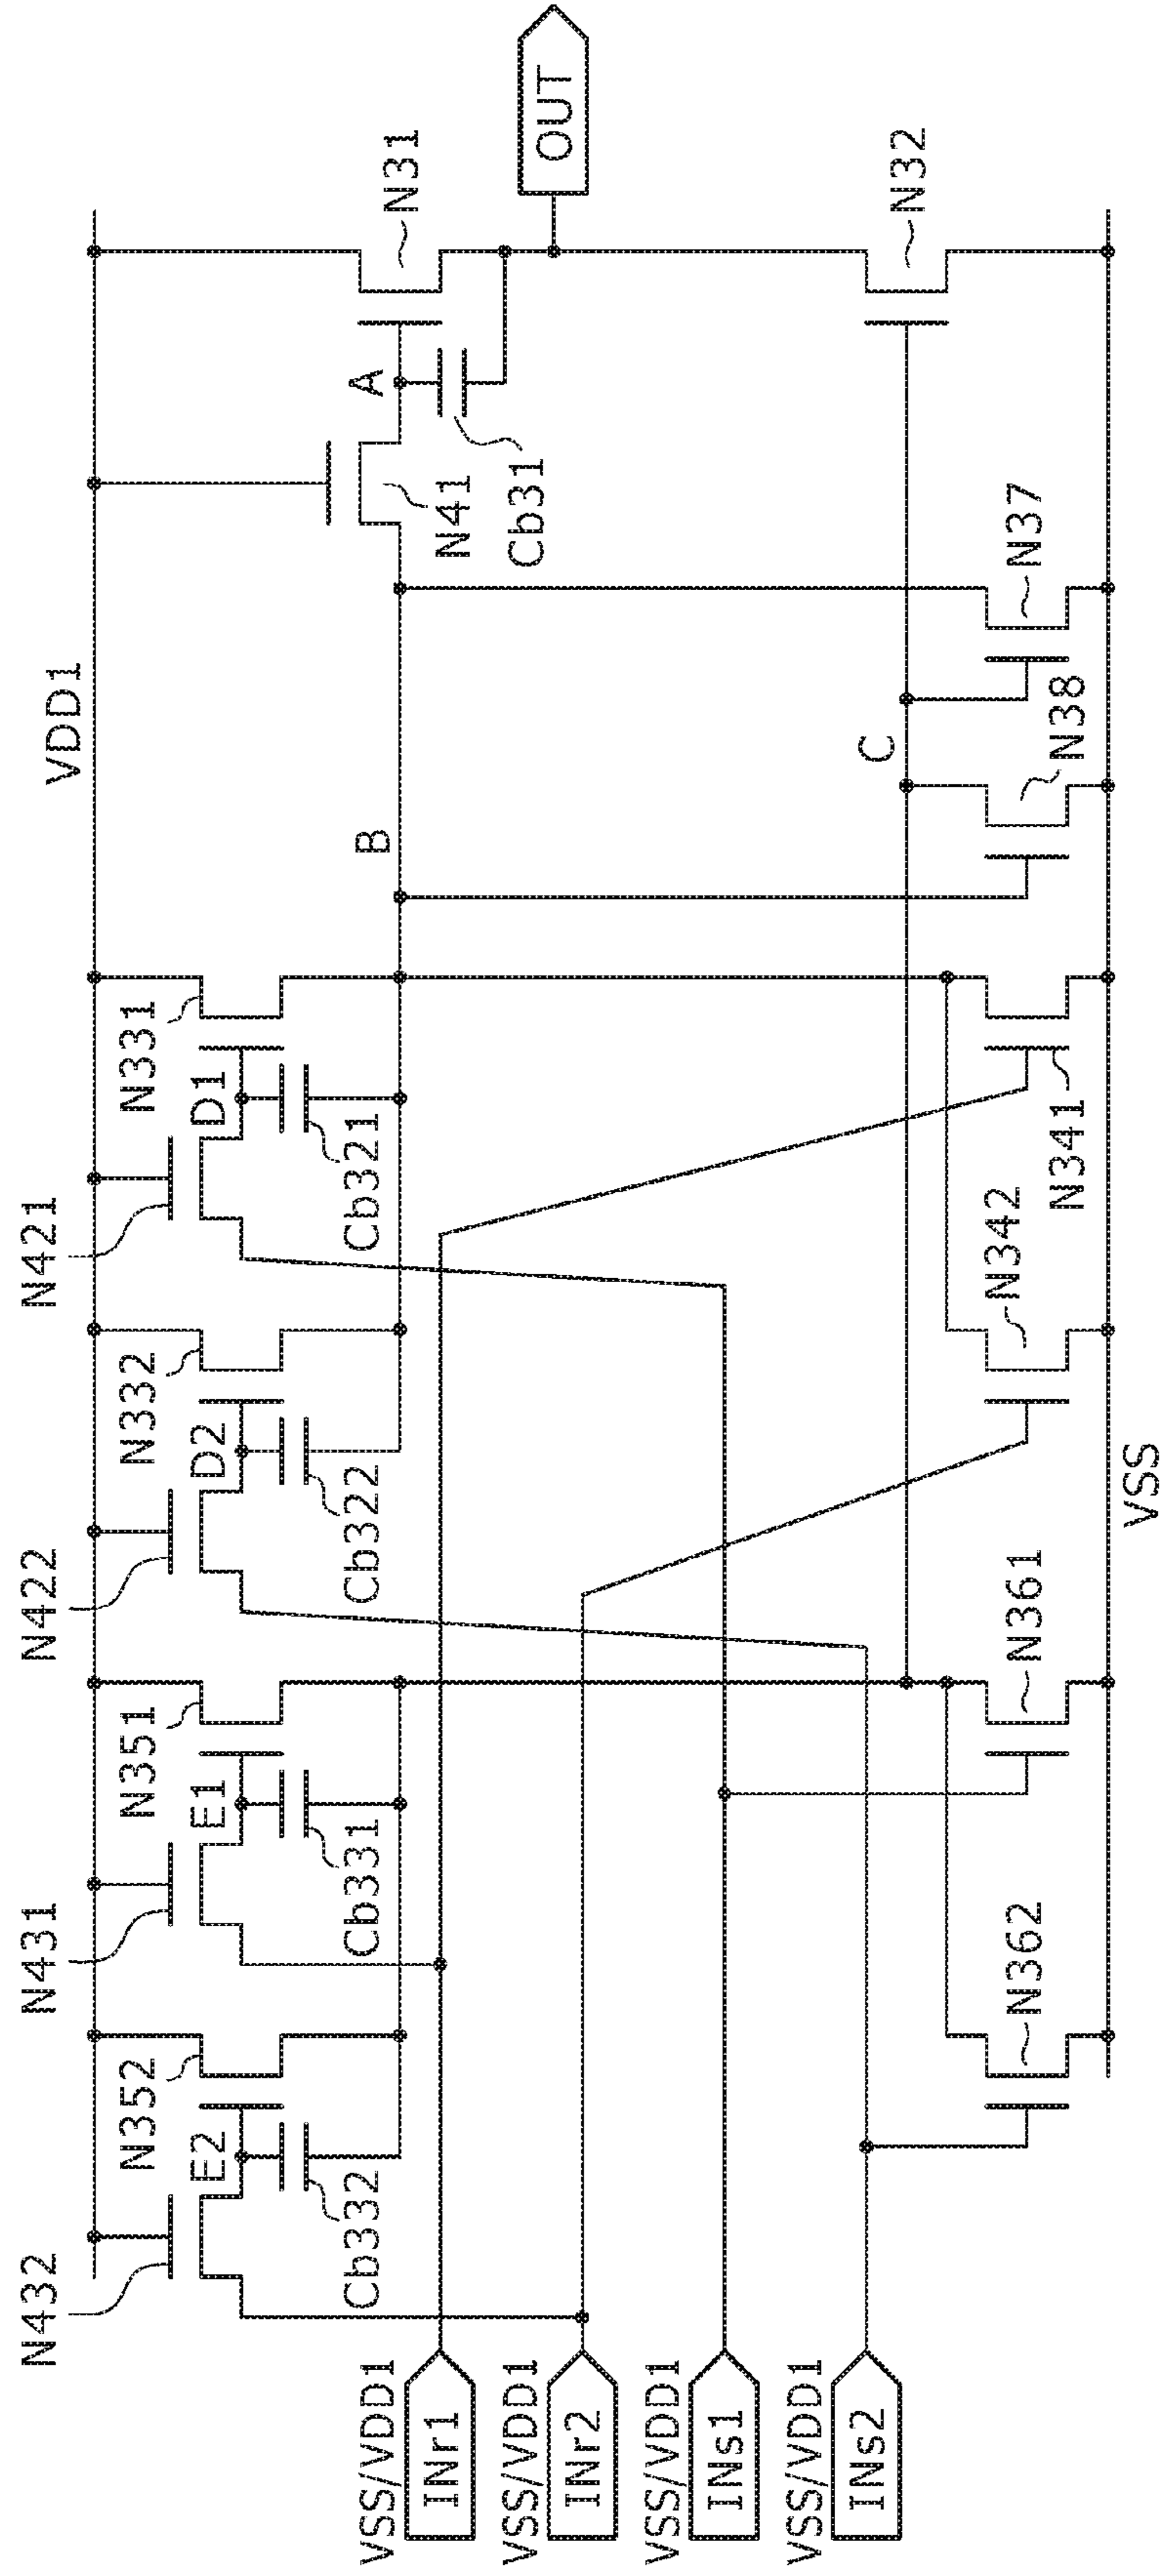 N432
N431
N422
N421
VDD1
N352
N351
N332
N331
E2
E1
D2
D1
Cb332
Cb331
Cb322
Cb321
B
A
N31
N41
Cb31
OUT
VSS/VDD1
INr1
VSS/VDD1
INr2
VSS/VDD1
INs1
VSS/VDD1
INs2
C
N32
N362
N361
N342
N341
N38
N37
VSS